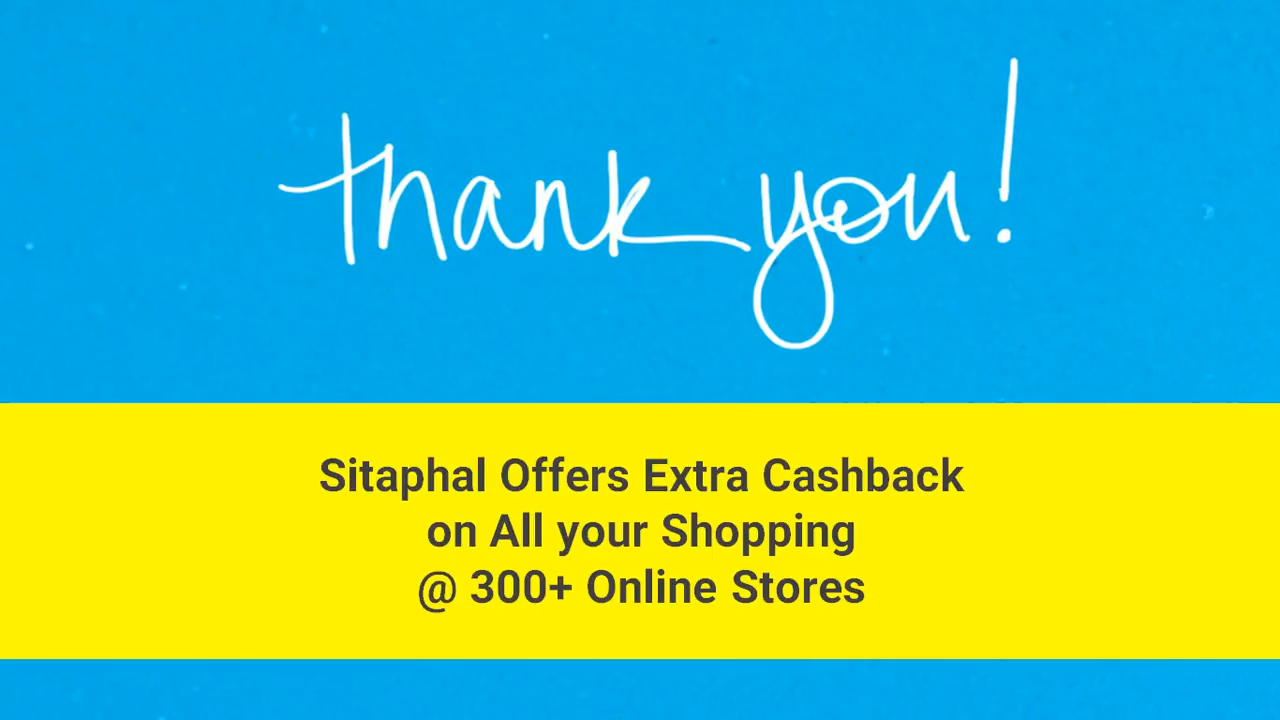 thank you!
Sitaphal Offers Extra Cashback
on All your Shopping
@ 300+ Online Stores